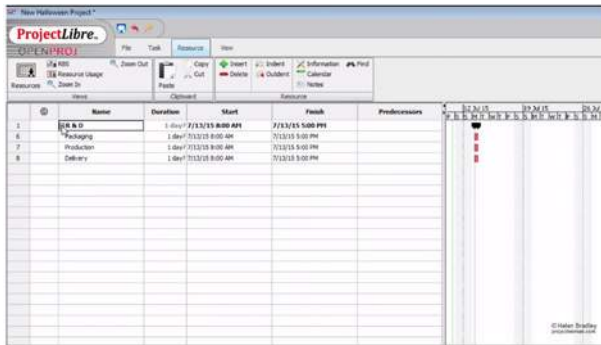 New Halloween Project *
ProjectLibre
OPENPROJ
File Task Resource View
RBS Zoom Out Copy Insert Indent Information Find
Resource Usage Cut Delete Outdent Calendar
Resources Zoom In Paste Notes
Views Clipboard Resource
Name Duration Start Finish Predecessors
12 Jul 15 19 Jul 15 26 Jul
1 R & D 1 day? 7/13/15 8:00 AM 7/13/15 5:00 PM
6 Packaging 1 day? 7/13/15 8:00 AM 7/13/15 5:00 PM
7 Production 1 day? 7/13/15 8:00 AM 7/13/15 5:00 PM
8 Delivery 1 day? 7/13/15 8:00 AM 7/13/15 5:00 PM
©Helen Bradley